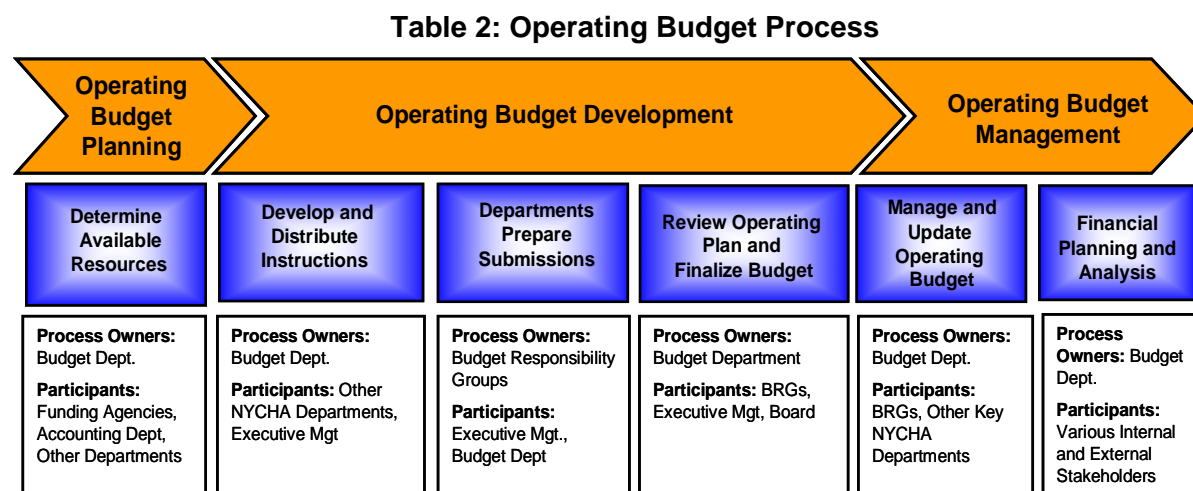 Table 2: Operating Budget Process
Operating
Budget
Planning
Operating Budget Development
Operating Budget
Management
Determine
Available
Resources
Develop and
Distribute
Instructions
Departments
Prepare
Submissions
Review Operating
Plan and
Finalize Budget
Manage and
Update
Operating
Budget
Financial
Planning and
Analysis
Process Owners:
Budget Dept.
Participants:
Funding Agencies,
Accounting Dept,
Other Departments
Process Owners:
Budget Dept.
Participants: Other
NYCHA Departments,
Executive Mgt
Process Owners:
Budget Responsibility
Groups
Participants:
Executive Mgt.,
Budget Dept
Process Owners:
Budget Department
Participants: BRGs,
Executive Mgt, Board
Process Owners:
Budget Dept.
Participants:
BRGs, Other Key
NYCHA
Departments
Process
Owners: Budget
Dept.
Participants:
Various Internal
and External
Stakeholders